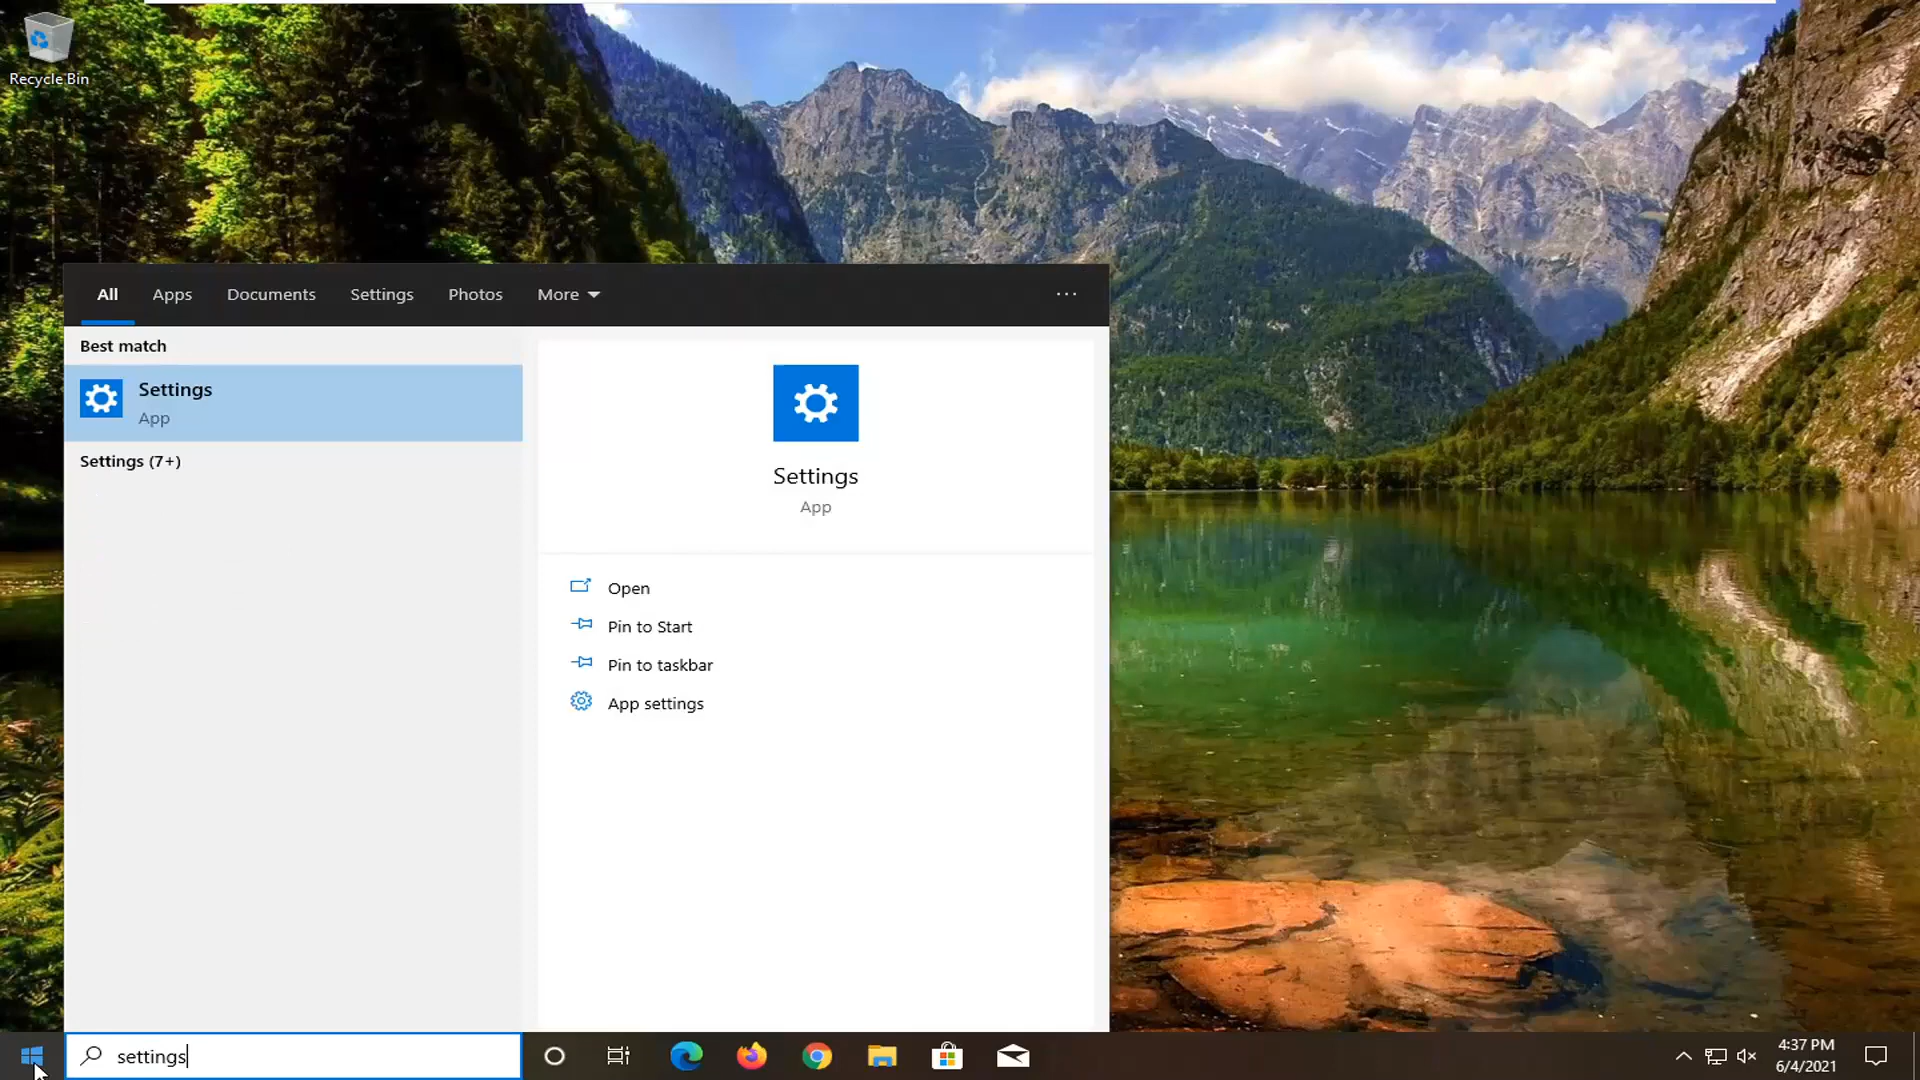 Recycle Bin
All Apps Documents Settings Photos More ...
Best match
Settings
App
Settings (7+)
Settings
App
Open
Pin to Start
Pin to taskbar
App settings
settings
4:37 PM
6/4/2021